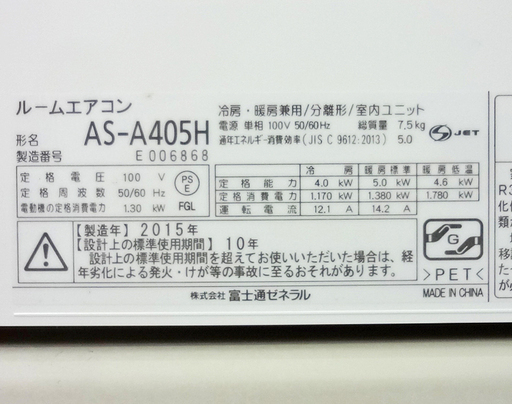 ルームエアコン
冷房・暖房兼用/分離形/室内ユニット
形名 AS-A405H
電源 単相 100V 50/60Hz 総質量 7.5kg
製造番号 E006868
通年エネルギー消費効率(JIS C 9612:2013) 5.0
JET
定格電圧 100 V
定格周波数 50/60 Hz
電動機の定格消費電力 1.30 kW
PS E
FGL
冷房 暖房標準 暖房低温
定格能力 4.0 kW 5.0 kW 4.6 kW
定格消費電力 1.170 kW 1.380 kW 1.780 kW
運転電流 12.1 A 14.2 A
【製造年】2015年
【設計上の標準使用期間】10年
設計上の標準使用期間を超えてお使いいただいた場合は、経
年劣化による発火・けが等の事故に至るおそれがあります。
G
>PET<
株式会社 富士通ゼネラル
MADE IN CHINA
R3
化
類
移
た